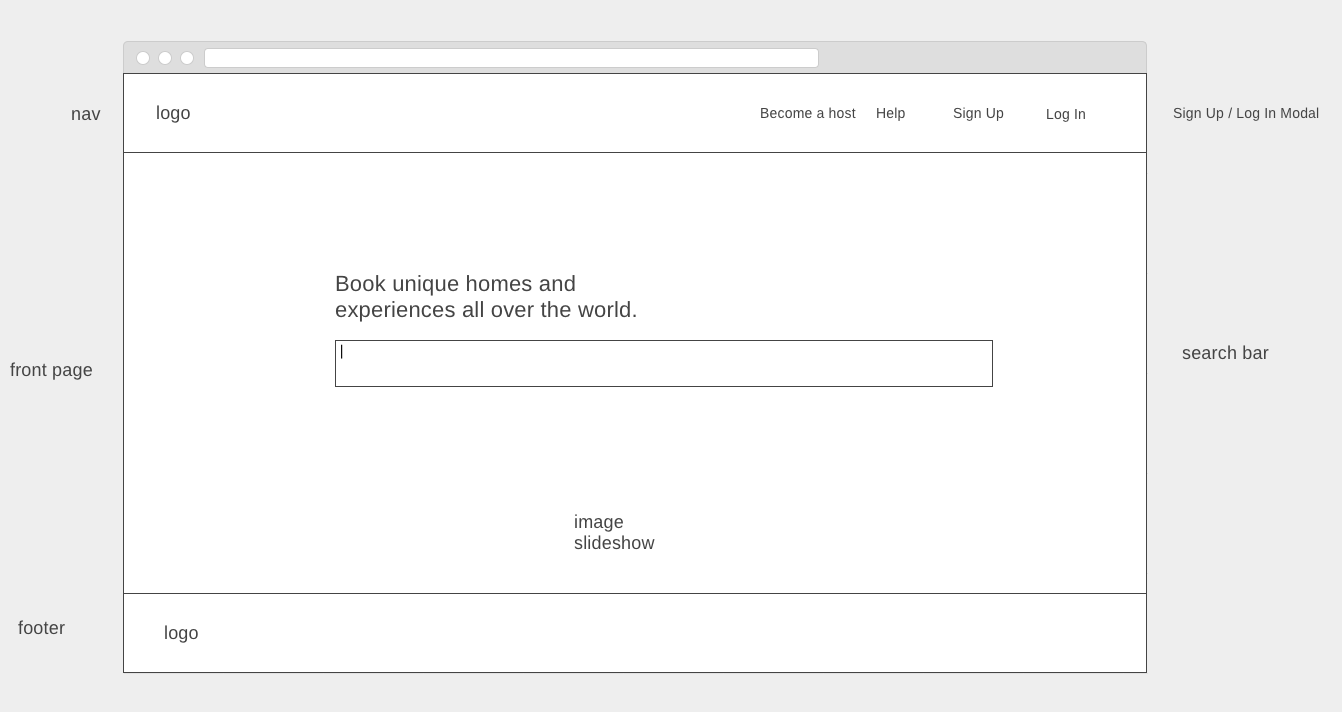 nav
logo
Become a host
Help
Sign Up
Log In
Sign Up / Log In Modal
Book unique homes and
experiences all over the world.
front page
search bar
image
slideshow
footer
logo